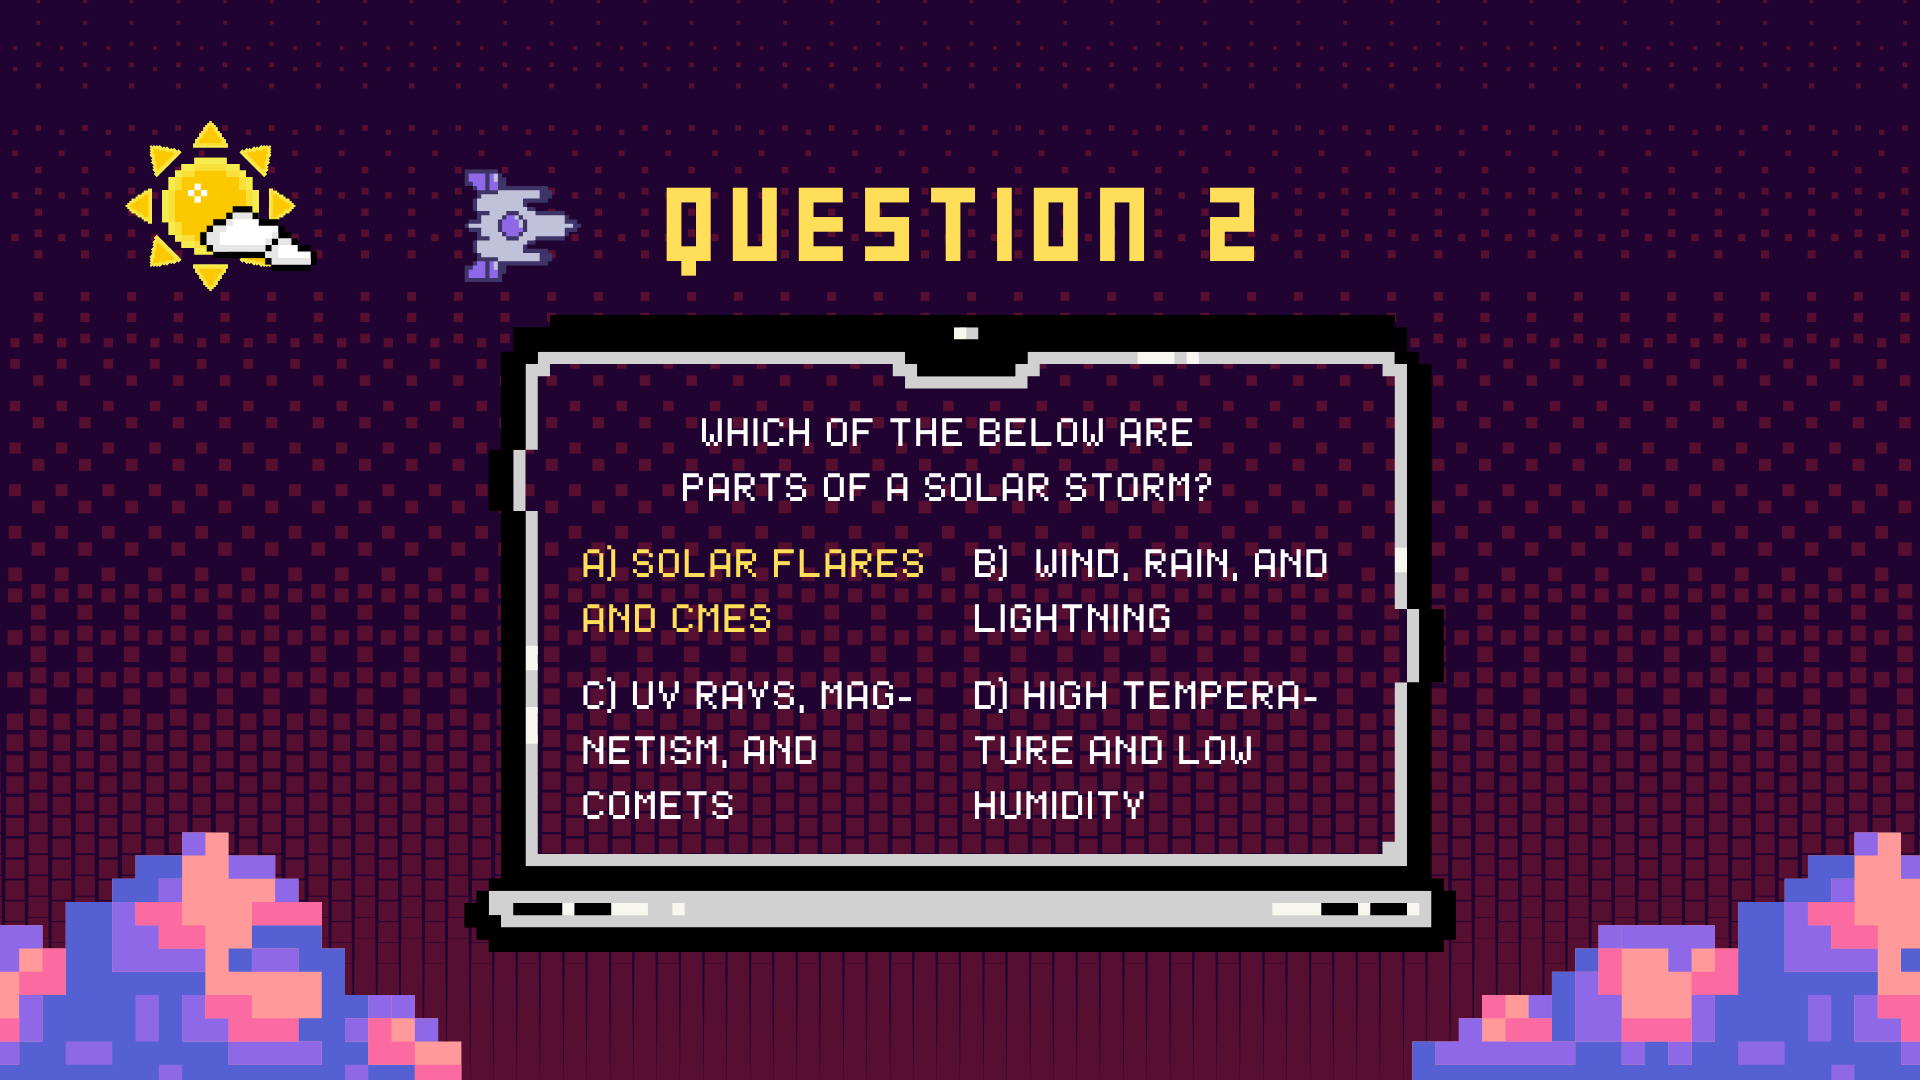 QUESTION 2
WHICH OF THE BELOW ARE
PARTS OF A SOLAR STORM?
A) SOLAR FLARES
AND CMES
B) WIND, RAIN, AND
LIGHTNING
C) UV RAYS, MAG-
NETISM, AND
COMETS
D) HIGH TEMPERA-
TURE AND LOW
HUMIDITY